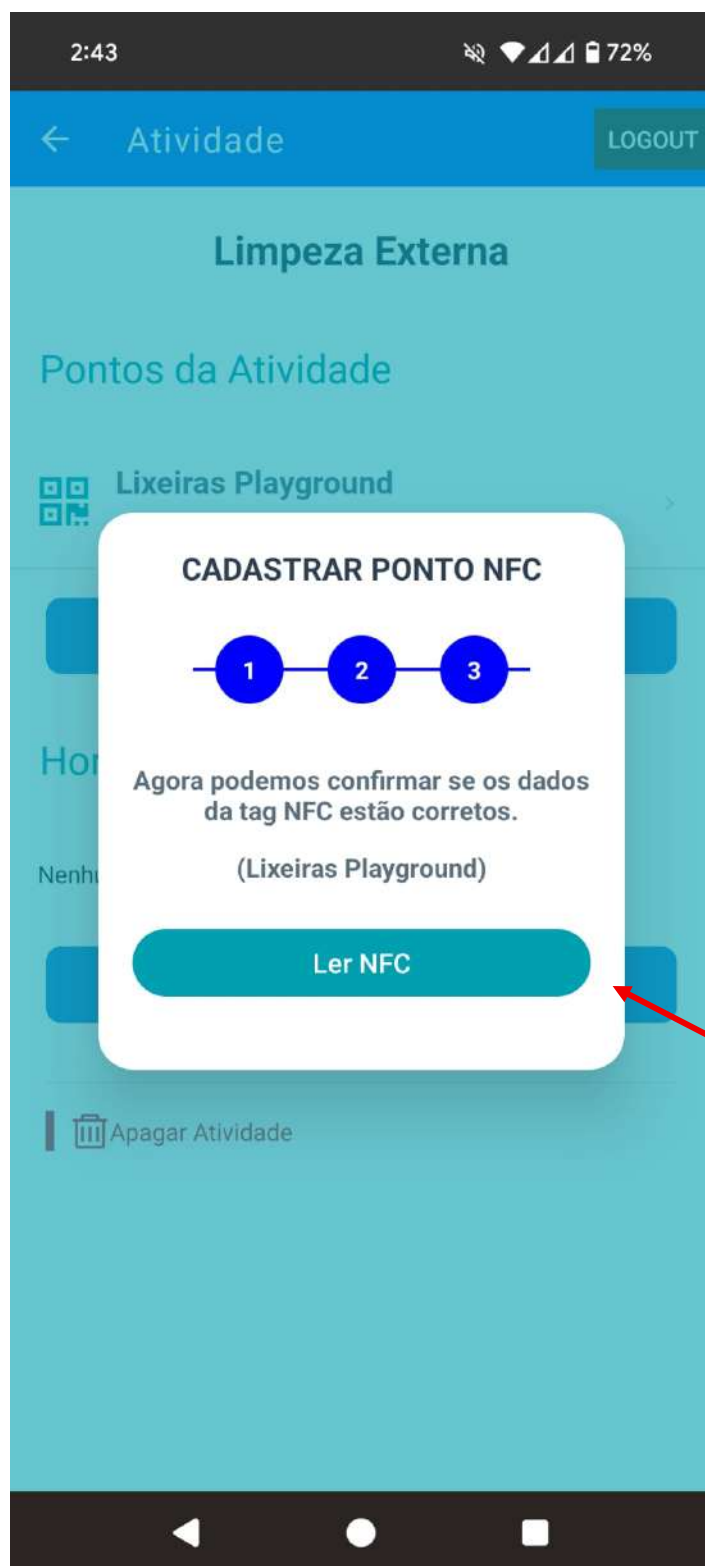 2:43 72%
Atividade LOGOUT
Limpeza Externa
Pontos da Atividade
Lixeiras Playground
CADASTRAR PONTO NFC
1 2 3
Agora podemos confirmar se os dados
da tag NFC estão corretos.
(Lixeiras Playground)
Ler NFC
Apagar Atividade